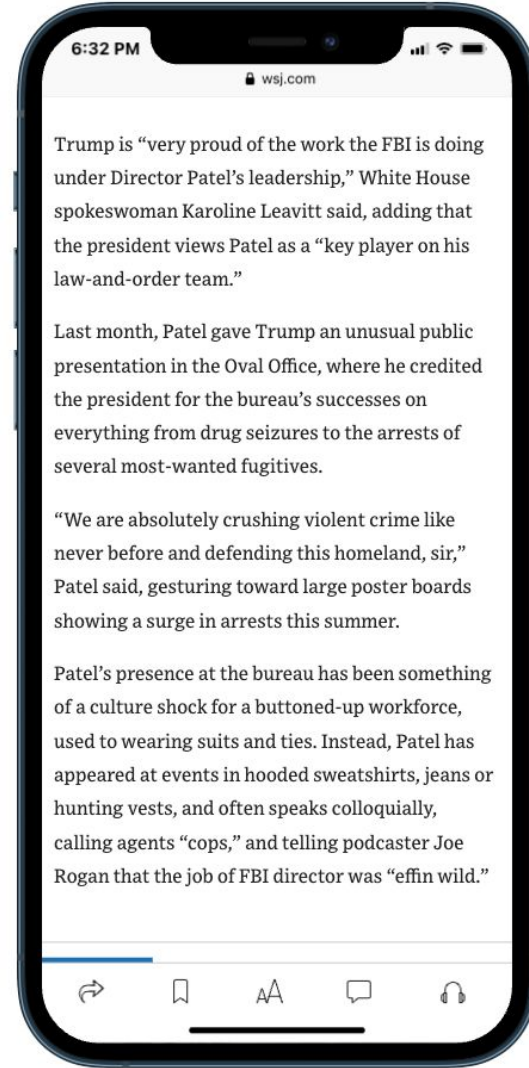 6:32 PM
wsj.com
Trump is “very proud of the work the FBI is doing
under Director Patel’s leadership,” White House
spokeswoman Karoline Leavitt said, adding that
the president views Patel as a “key player on his
law-and-order team.”
Last month, Patel gave Trump an unusual public
presentation in the Oval Office, where he credited
the president for the bureau’s successes on
everything from drug seizures to the arrests of
several most-wanted fugitives.
“We are absolutely crushing violent crime like
never before and defending this homeland, sir,”
Patel said, gesturing toward large poster boards
showing a surge in arrests this summer.
Patel’s presence at the bureau has been something
of a culture shock for a buttoned-up workforce,
used to wearing suits and ties. Instead, Patel has
appeared at events in hooded sweatshirts, jeans or
hunting vests, and often speaks colloquially,
calling agents “cops,” and telling podcaster Joe
Rogan that the job of FBI director was “effin wild.”
AA